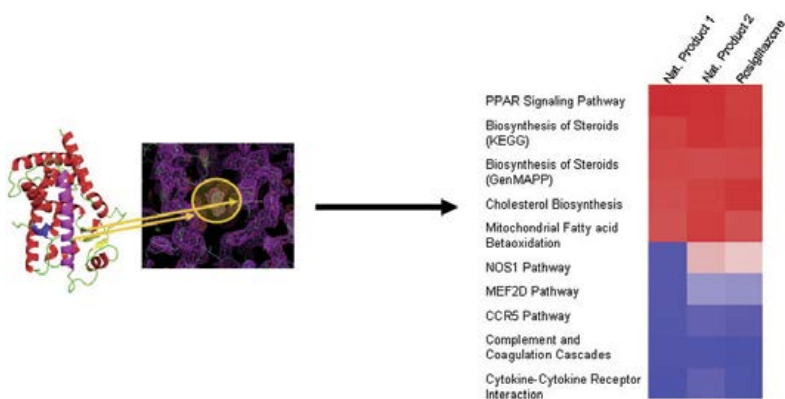 Nat. Product 1
Nat. Product 2
Rosiglitazone
PPAR Signaling Pathway
Biosynthesis of Steroids
(KEGG)
Biosynthesis of Steroids
(GenMAPP)
Cholesterol Biosynthesis
Mitochondrial Fatty acid
Betaoxidation
NOS1 Pathway
MEF2D Pathway
CCR5 Pathway
Complement and
Coagulation Cascades
Cytokine-Cytokine Receptor
Interaction